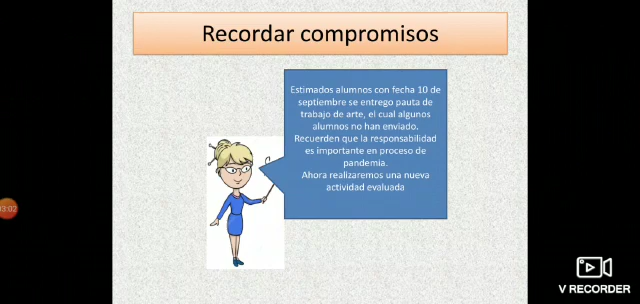 Recordar compromisos
Estimados alumnos con fecha 10 de
septiembre se entrego pauta de
trabajo de arte, el cual algunos
alumnos no han enviado.
Recuerden que la responsabilidad
es importante en proceso de
pandemia.
Ahora realizaremos una nueva
actividad evaluada
03:02
V RECORDER